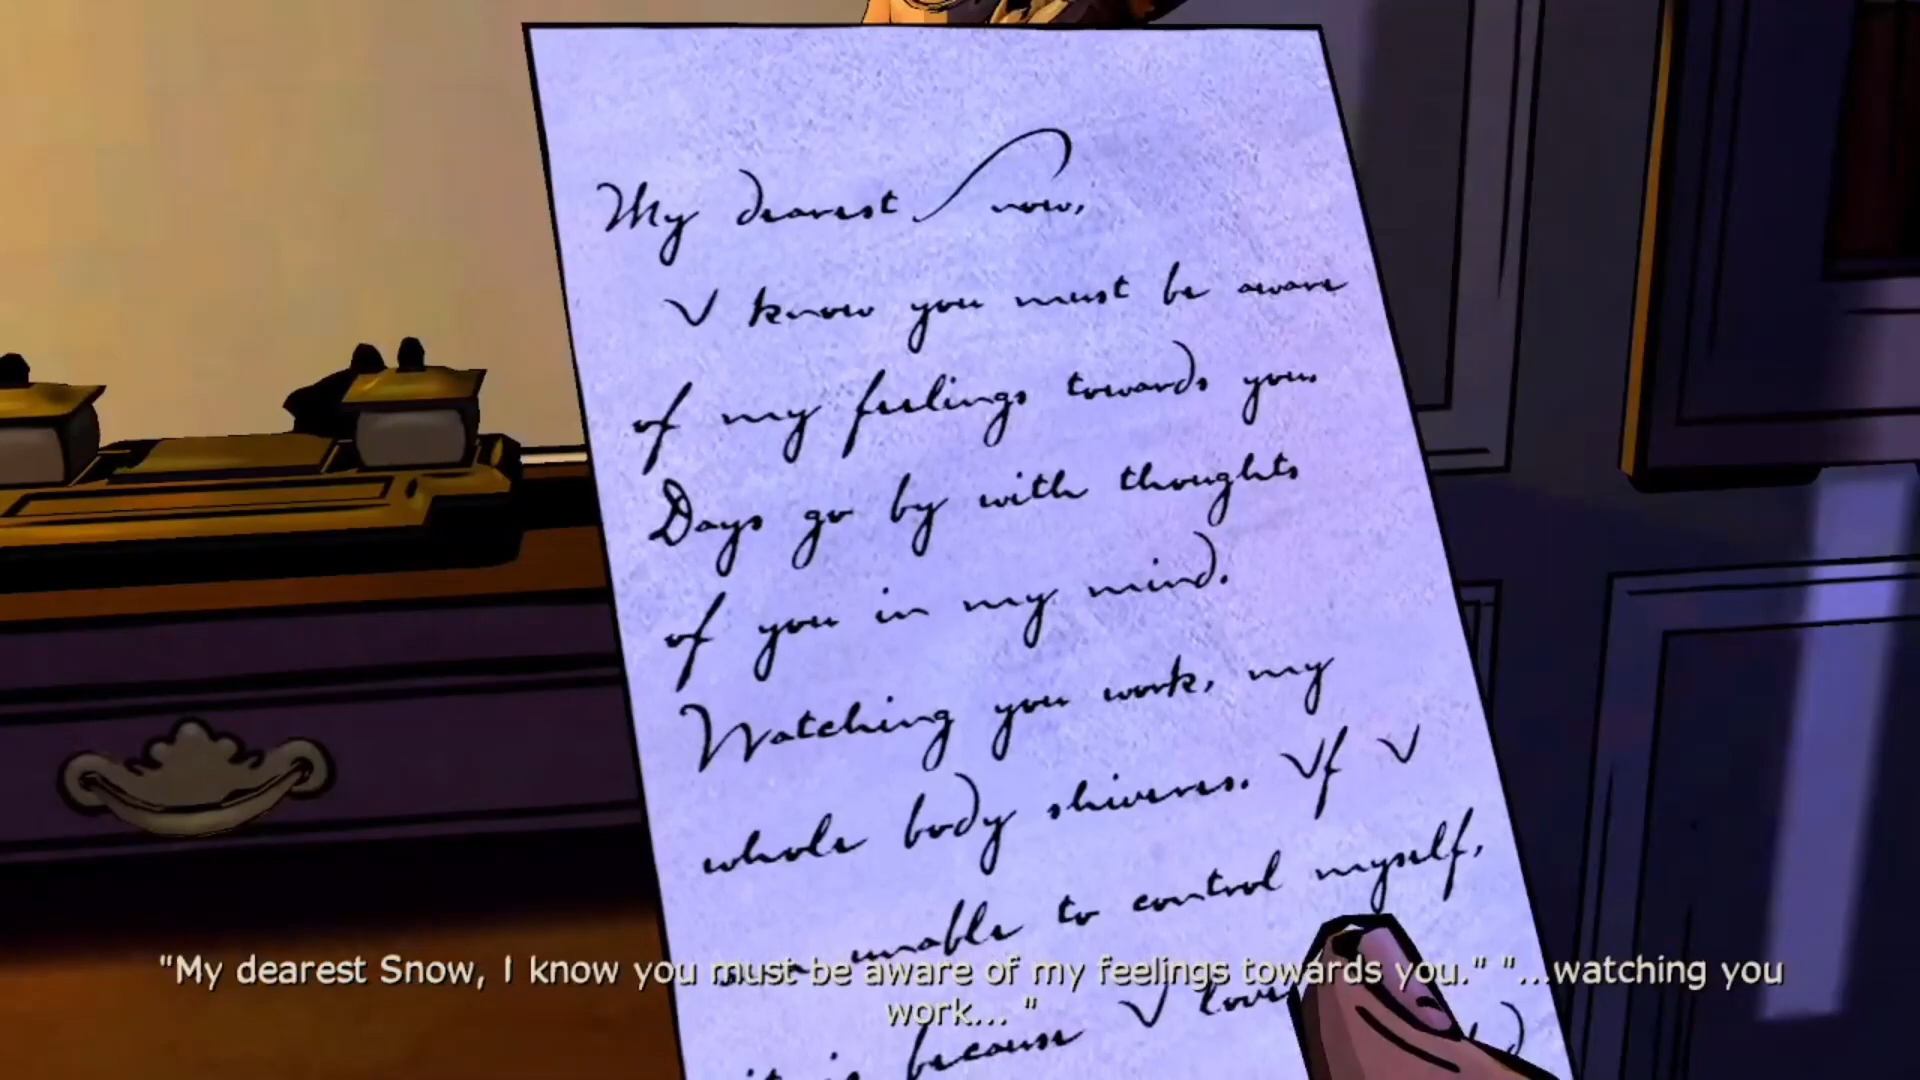 My dearest Snow,
I know you must be aware
of my feelings towards you.
Days go by with thoughts
of you in my mind.
Watching you work, my
whole body shivers. If I
unable to control myself,
it is because I love
"My dearest Snow, I know you must be aware of my feelings towards you." "...watching you
work... "